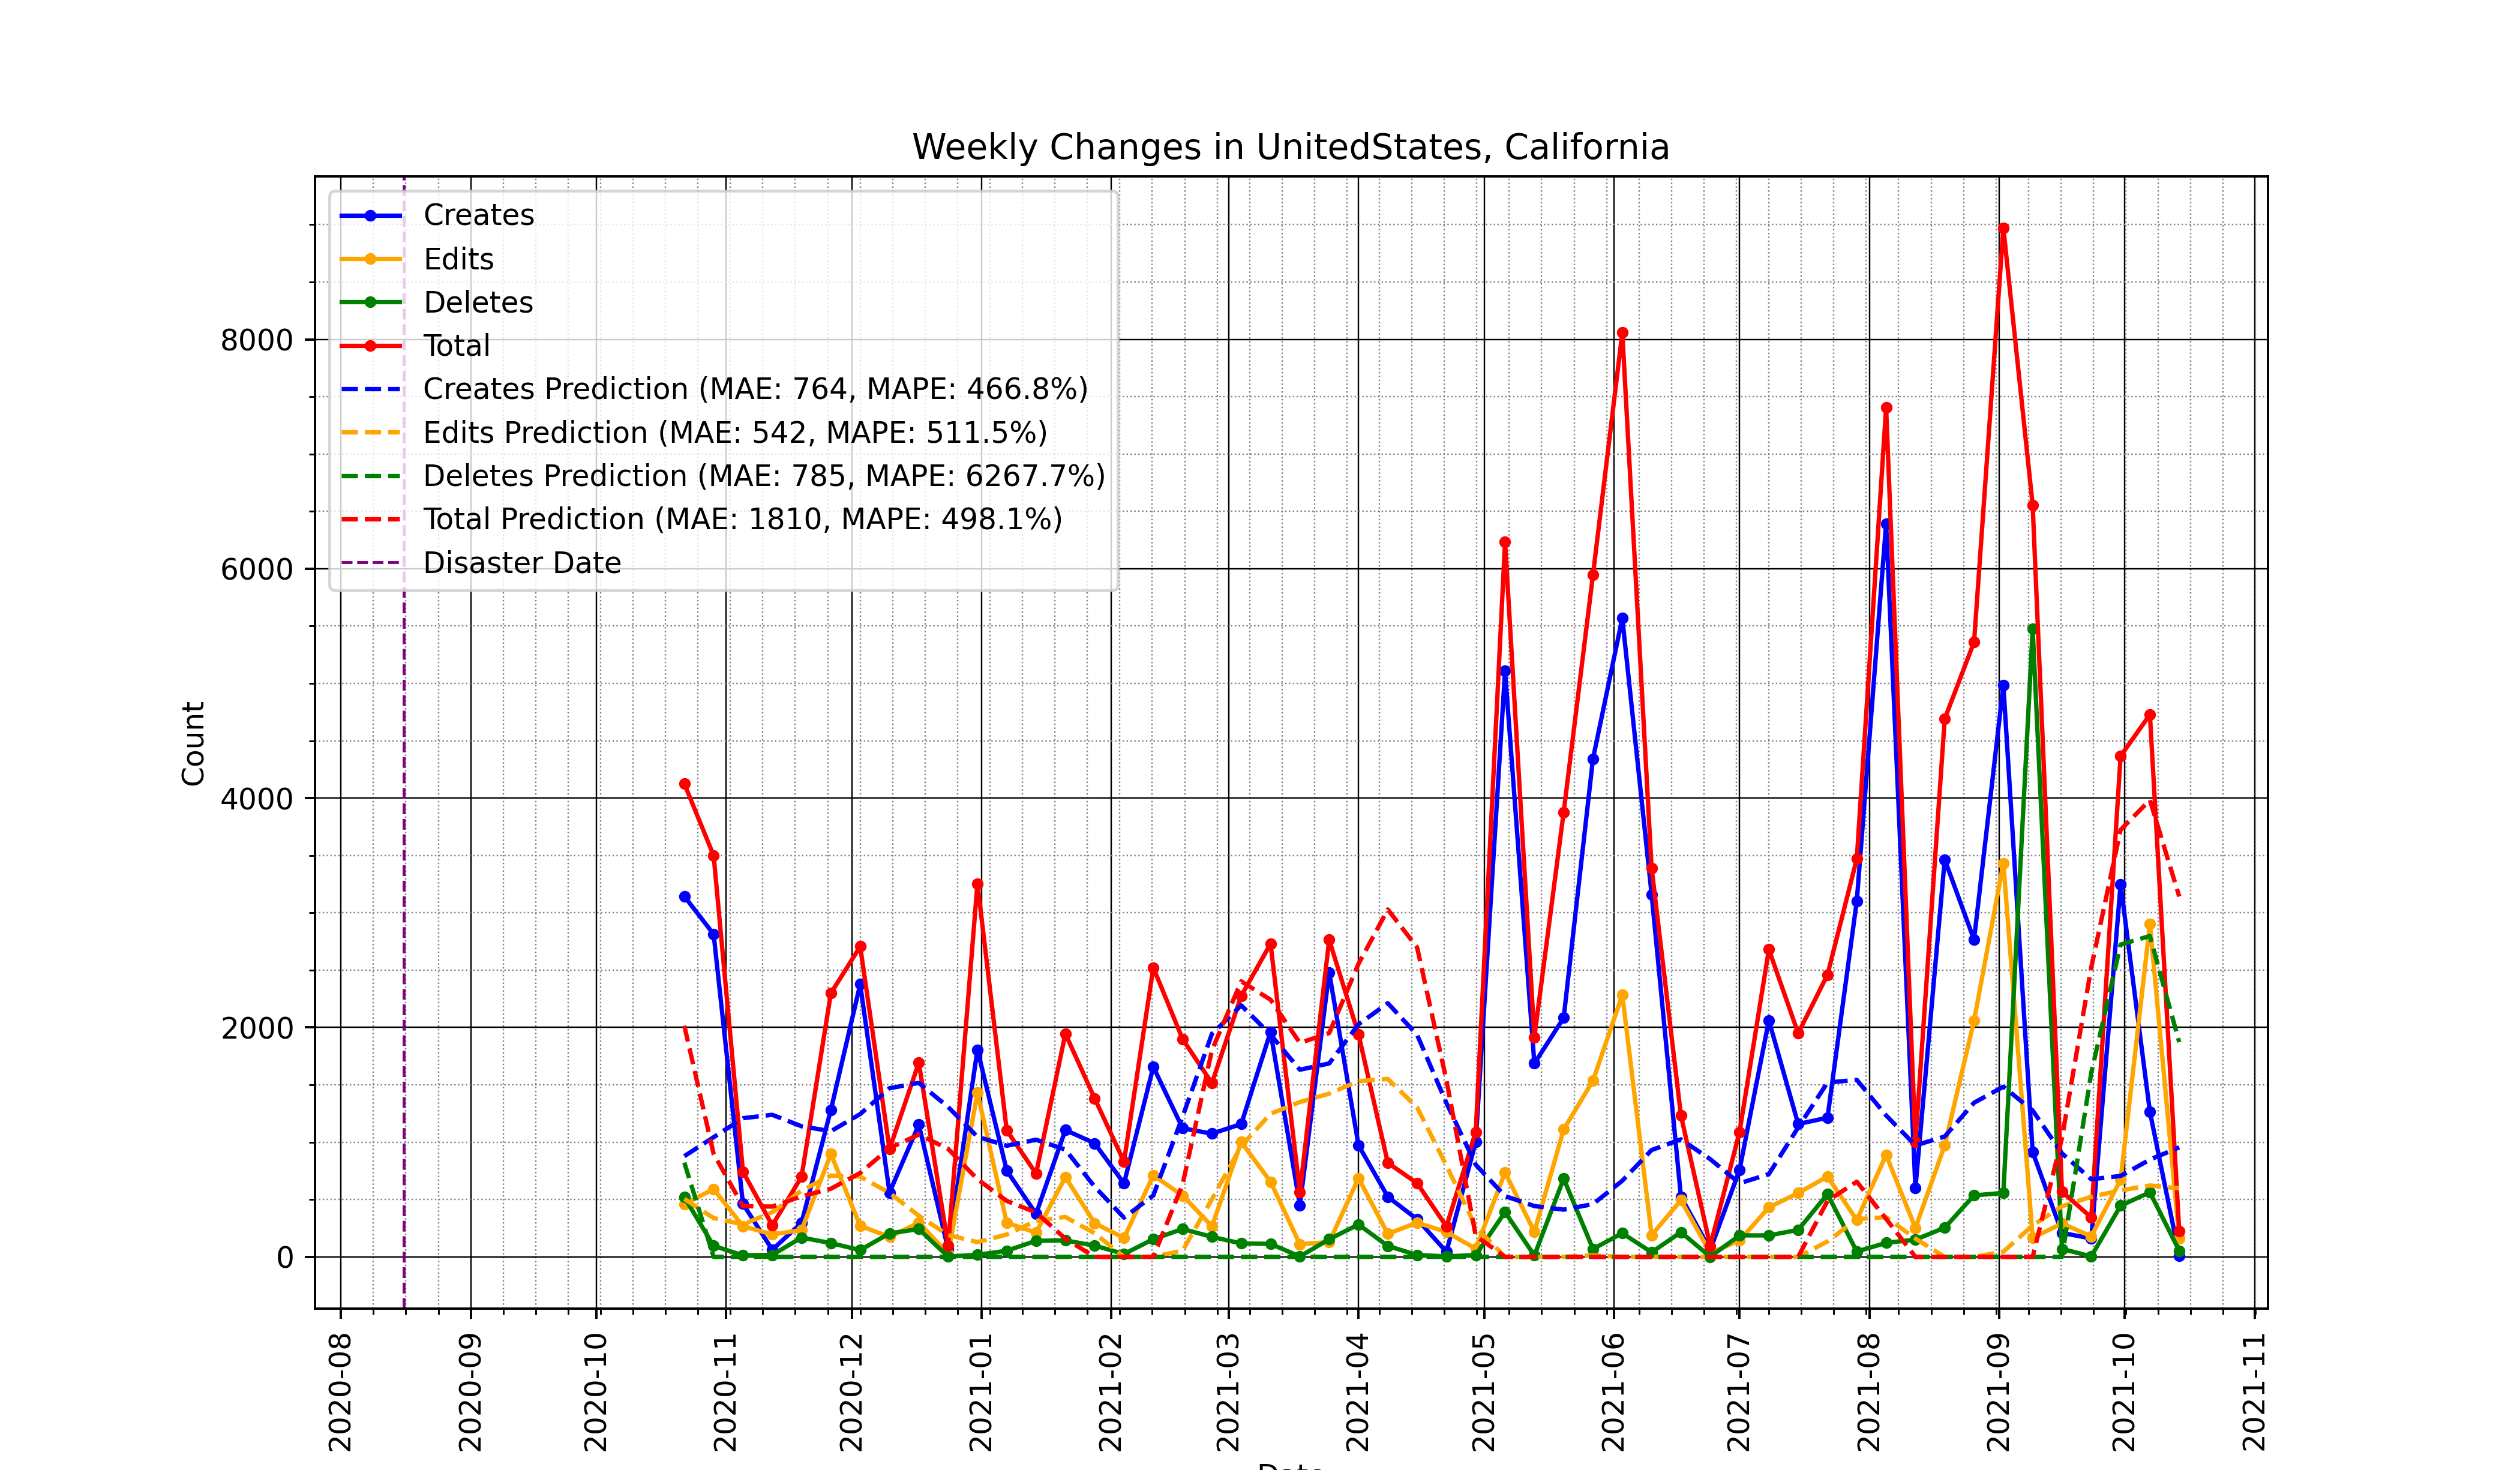 Weekly Changes in UnitedStates, California
Creates
Edits
Deletes
Total
Creates Prediction (MAE: 764, MAPE: 466.8%)
Edits Prediction (MAE: 542, MAPE: 511.5%)
Deletes Prediction (MAE: 785, MAPE: 6267.7%)
Total Prediction (MAE: 1810, MAPE: 498.1%)
Disaster Date
Count
8000
6000
4000
2000
0
2020-08
2020-09
2020-10
2020-11
2020-12
2021-01
2021-02
2021-03
2021-04
2021-05
2021-06
2021-07
2021-08
2021-09
2021-10
2021-11
Date